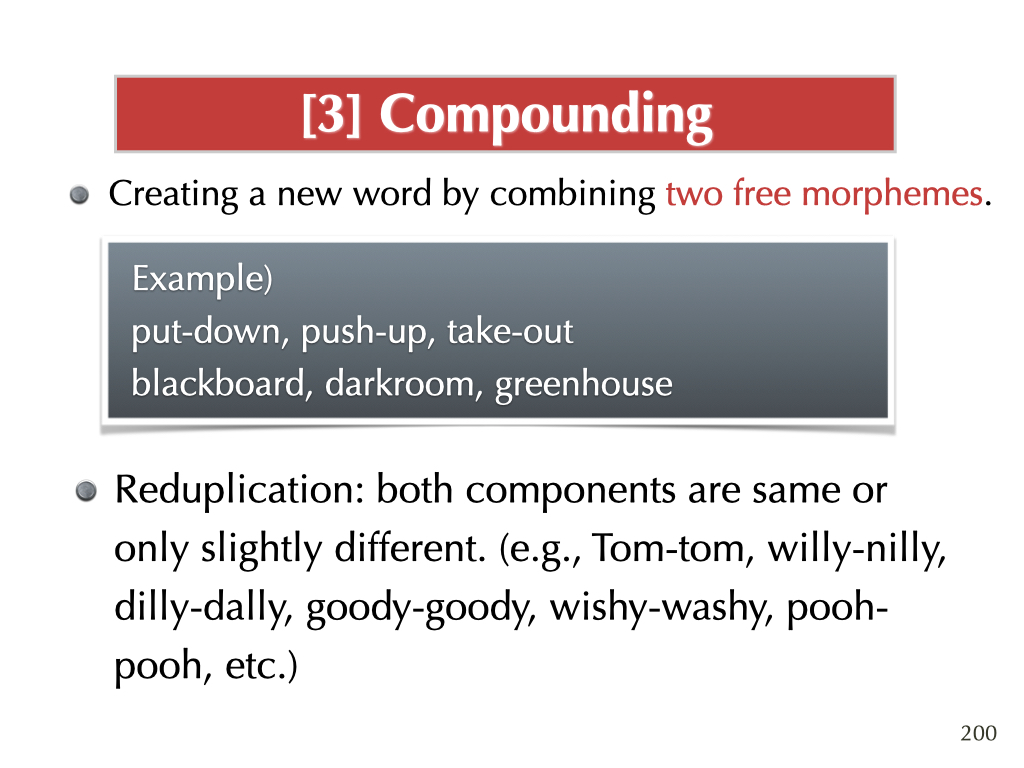 [3] Compounding
Creating a new word by combining two free morphemes.
Example)
put-down, push-up, take-out
blackboard, darkroom, greenhouse
Reduplication: both components are same or
only slightly different. (e.g., Tom-tom, willy-nilly,
dilly-dally, goody-goody, wishy-washy, pooh-
pooh, etc.)
200